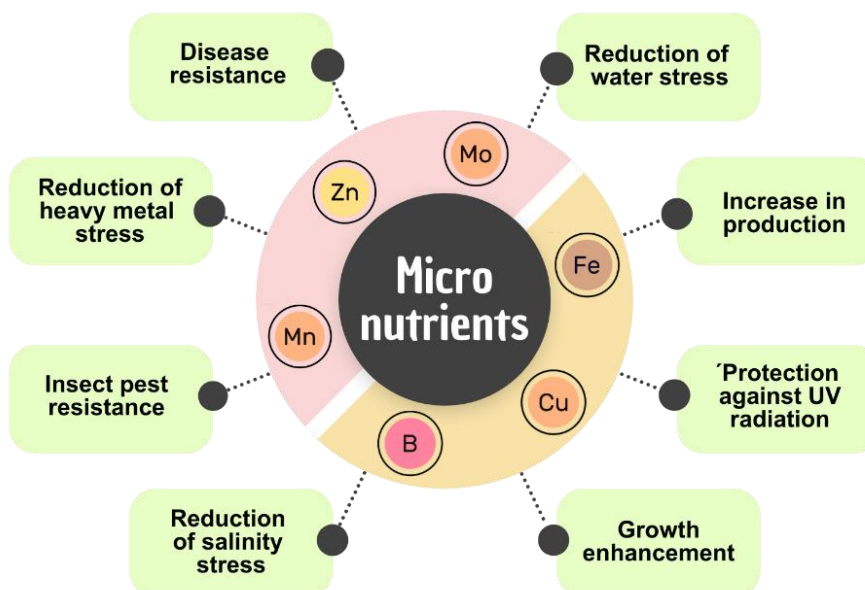 Disease
resistance
Reduction of
water stress
Reduction of
heavy metal
stress
Increase in
production
Insect pest
resistance
´Protection
against UV
radiation
Reduction
of salinity
stress
Growth
enhancement
Micro
nutrients
Mo
Zn
Fe
Mn
Cu
B